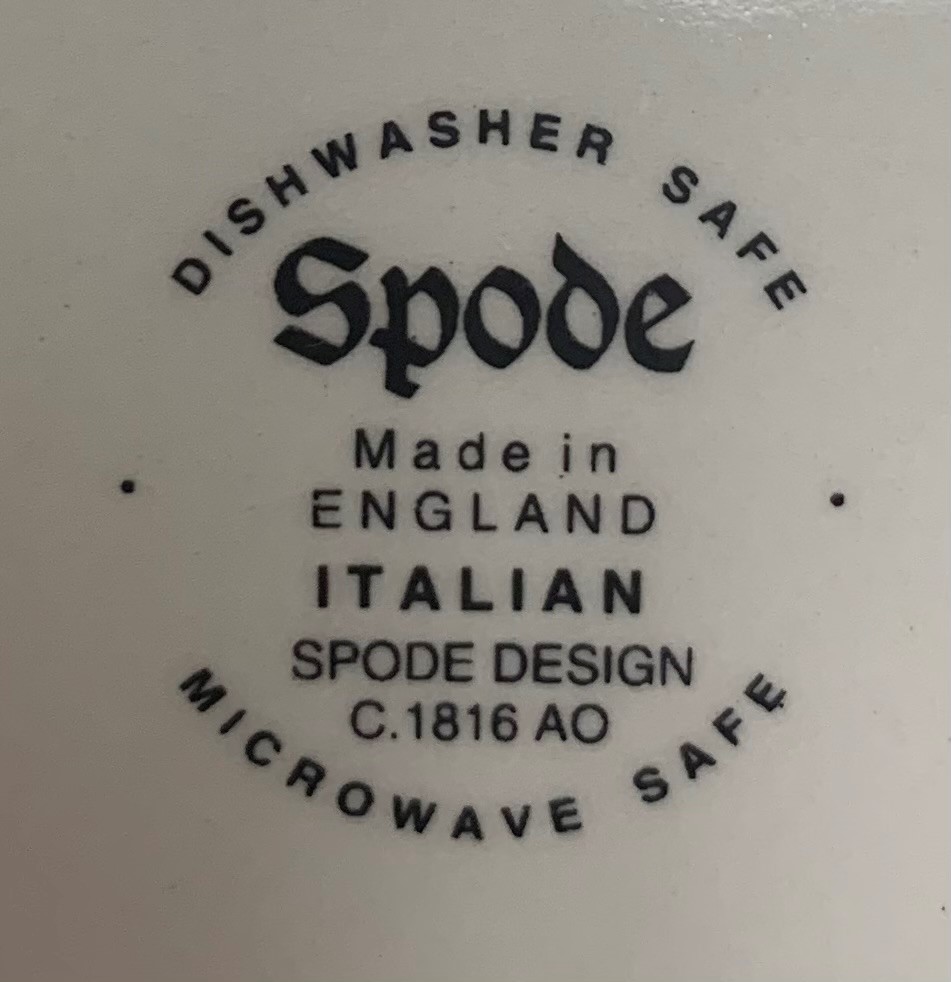 DISHWASHER SAFE
Spode
Made in
ENGLAND
ITALIAN
SPODE DESIGN
C.1816 AO
MICROWAVE SAFE